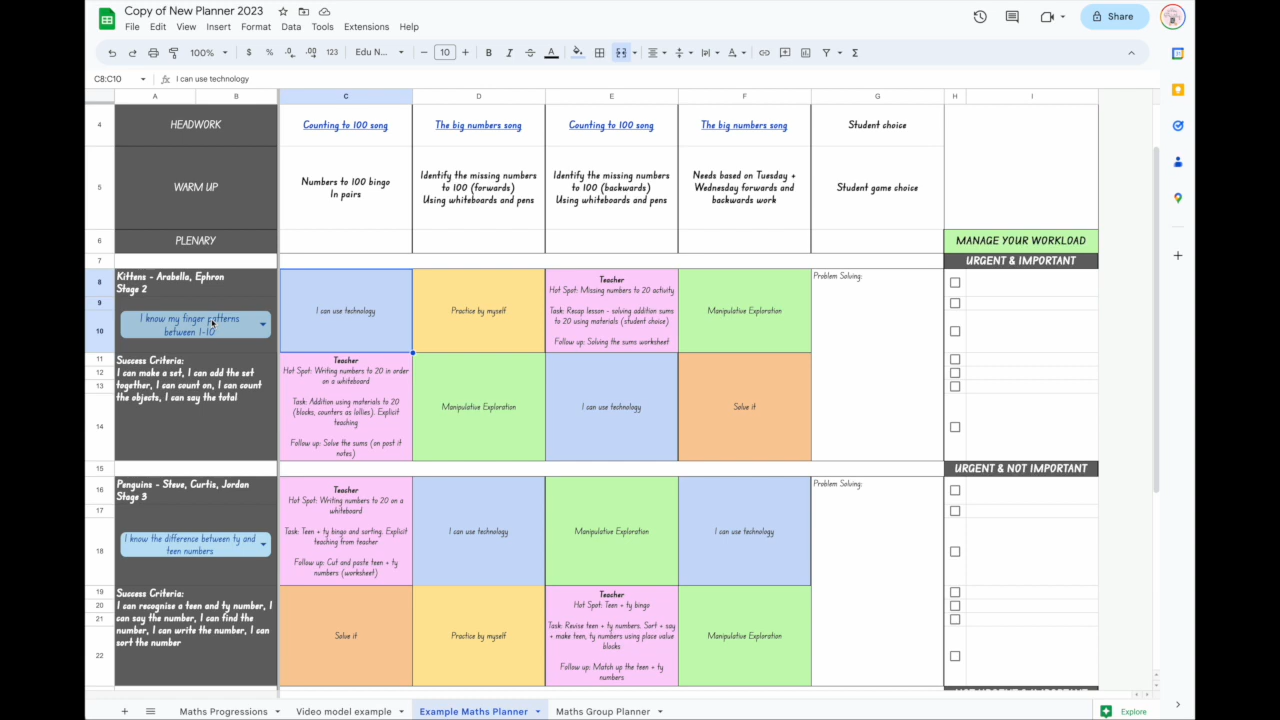 Copy of New Planner 2023
File Edit View Insert Format Data Tools Extensions Help
Share
100% $ % .0 .00 123 Edu N... 10 B I A Σ
C8:C10 fx I can use technology
A B C D E F G H I
4 HEADWORK Counting to 100 song The big numbers song Counting to 100 song The big numbers song Student choice
5 WARM UP
Numbers to 100 bingo
In pairs
Identify the missing numbers
to 100 (forwards)
Using whiteboards and pens
Identify the missing numbers
to 100 (backwards)
Using whiteboards and pens
Needs based on Tuesday +
Wednesday forwards and
backwards work
Student game choice
6 PLENARY MANAGE YOUR WORKLOAD
7 URGENT & IMPORTANT
8
9
10
Kittens - Arabella, Ephron
Stage 2
I know my finger patterns
between 1-10
I can use technology
Practice by myself
Teacher
Hot Spot: Missing numbers to 20 activity
Task: Recap lesson - solving addition sums
to 20 using materials (student choice)
Follow up: Solving the sums worksheet
Manipulative Exploration
Problem Solving:
11
12
13
14
Success Criteria:
I can make a set, I can add the set
together, I can count on, I can count
the objects, I can say the total
Teacher
Hot Spot: Writing numbers to 20 in order
on a whiteboard
Task: Addition using materials to 20
(blocks, counters as lollies). Explicit
teaching
Follow up: Solve the sums (on post it
notes)
Manipulative Exploration
I can use technology
Solve it
15 URGENT & NOT IMPORTANT
16
17
18
Penguins - Steve, Curtis, Jordan
Stage 3
I know the difference between ty and
teen numbers
Teacher
Hot Spot: Writing numbers to 20 on a
whiteboard
Task: Teen + ty bingo and sorting. Explicit
teaching from teacher
Follow up: Cut and paste teen + ty
numbers (worksheet)
I can use technology
Manipulative Exploration
I can use technology
Problem Solving:
19
20
21
22
Success Criteria:
I can recognise a teen and ty number, I
can say the number, I can find the
number, I can write the number, I can
sort the number
Solve it
Practice by myself
Teacher
Hot Spot: Teen + ty bingo
Task: Revise teen + ty numbers. Sort + say
+ make teen, ty numbers using place value
blocks
Follow up: Match up the teen + ty
numbers
Manipulative Exploration
Maths Progressions Video model example Example Maths Planner Maths Group Planner Explore